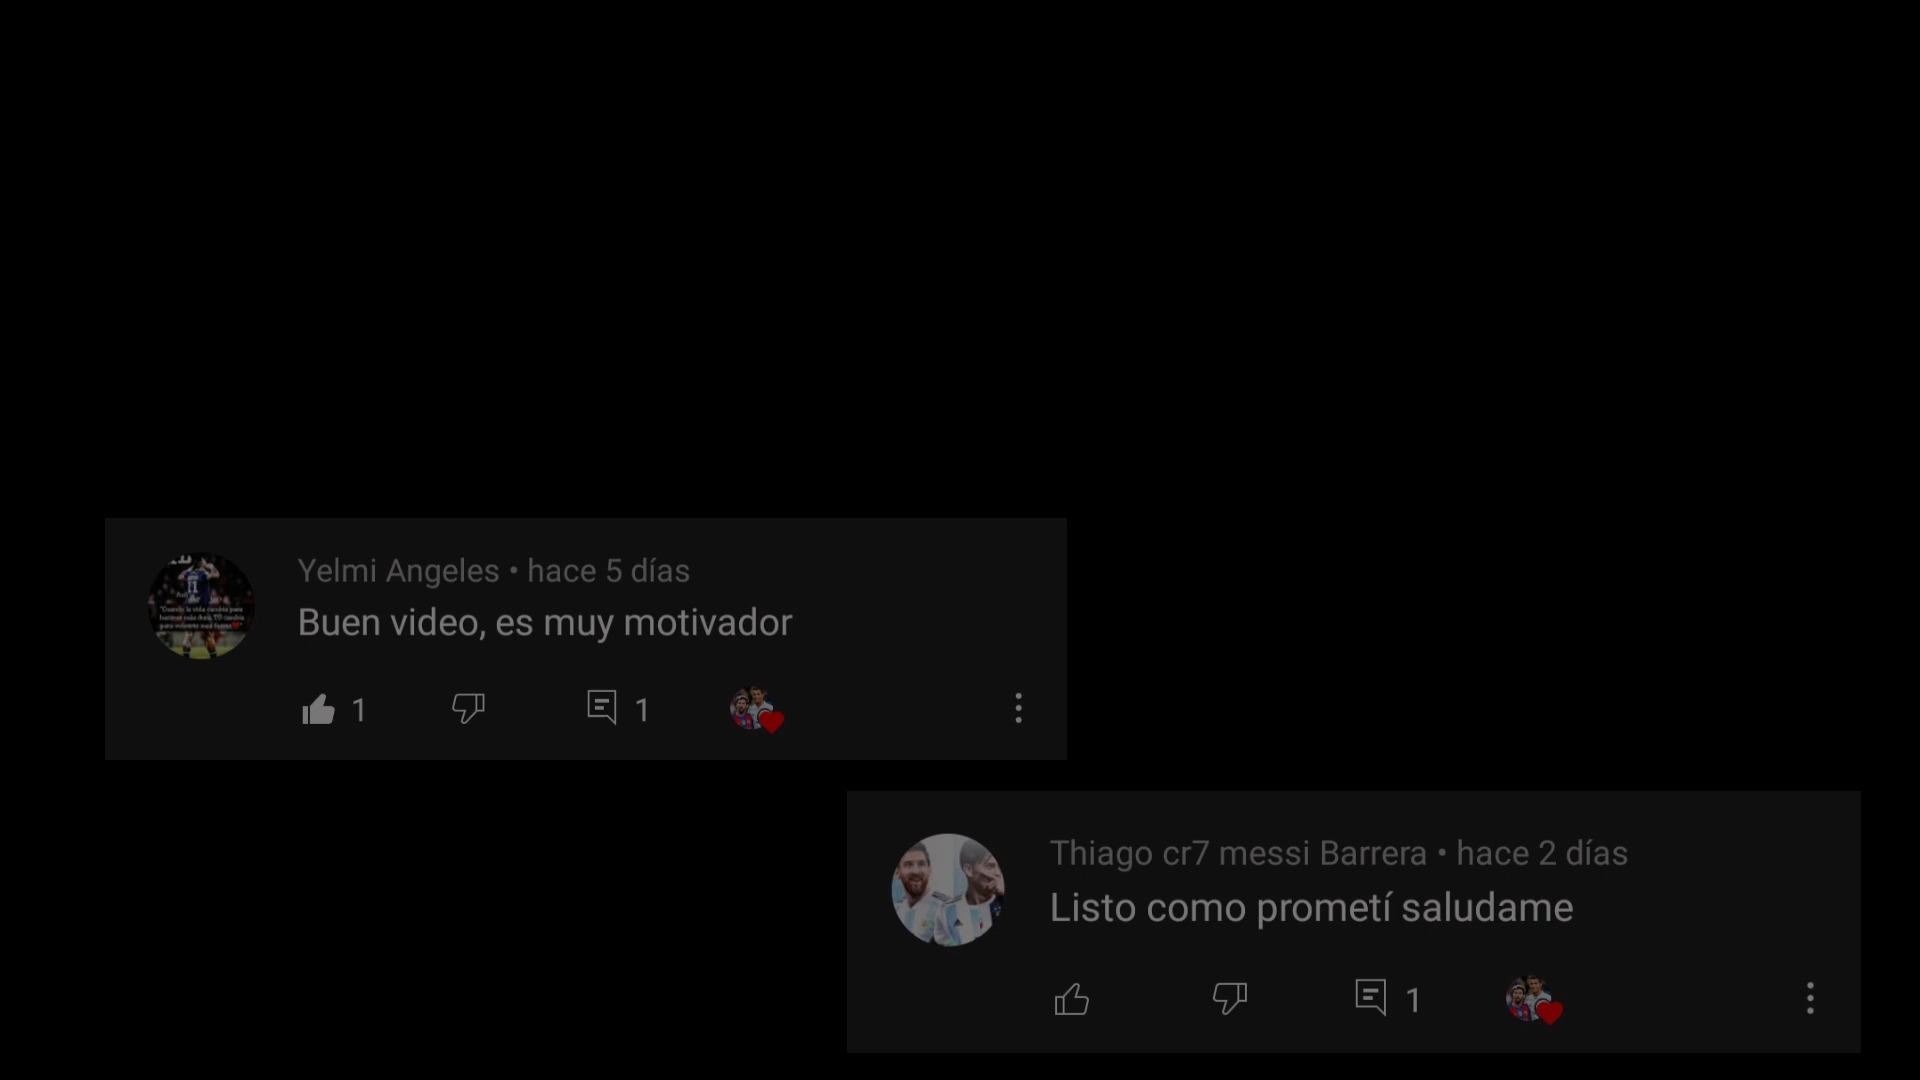 Yelmi Angeles • hace 5 días
Buen video, es muy motivador
1 1
Thiago cr7 messi Barrera • hace 2 días
Listo como prometí saludame
1